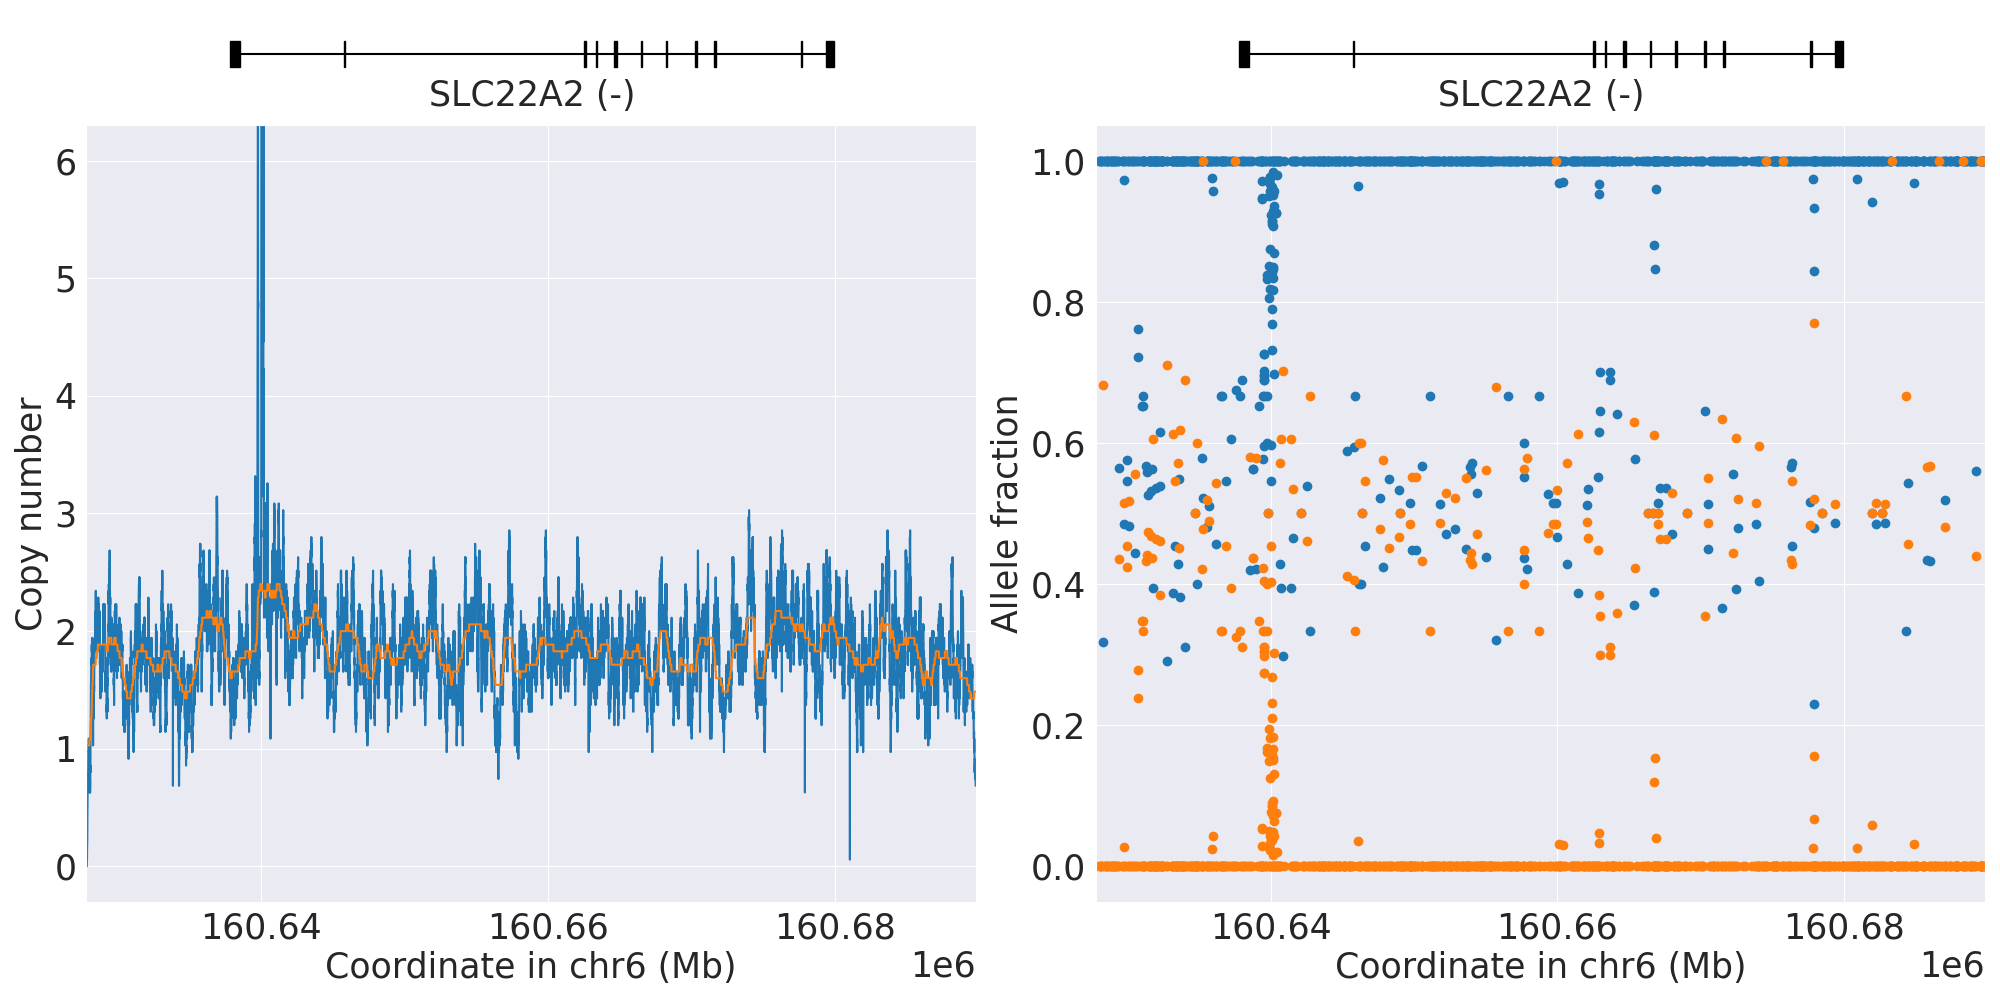 SLC22A2 (-)
SLC22A2 (-)
Copy number
6
5
4
3
2
1
0
160.64
160.66
160.68
Coordinate in chr6 (Mb)
1e6
Allele fraction
1.0
0.8
0.6
0.4
0.2
0.0
160.64
160.66
160.68
Coordinate in chr6 (Mb)
1e6